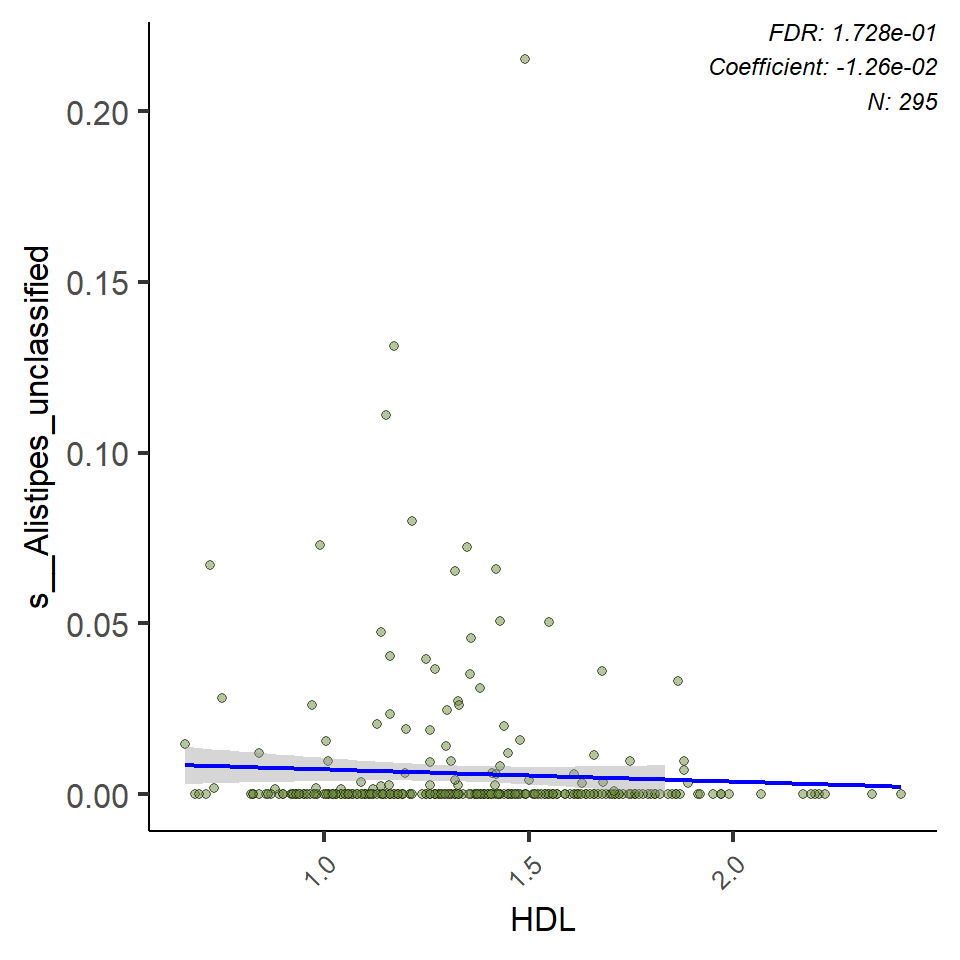 FDR: 1.728e-01
Coefficient: -1.26e-02
N: 295
0.20
0.15
0.10
0.05
0.00
s__Alistipes_unclassified
1.0
1.5
2.0
HDL